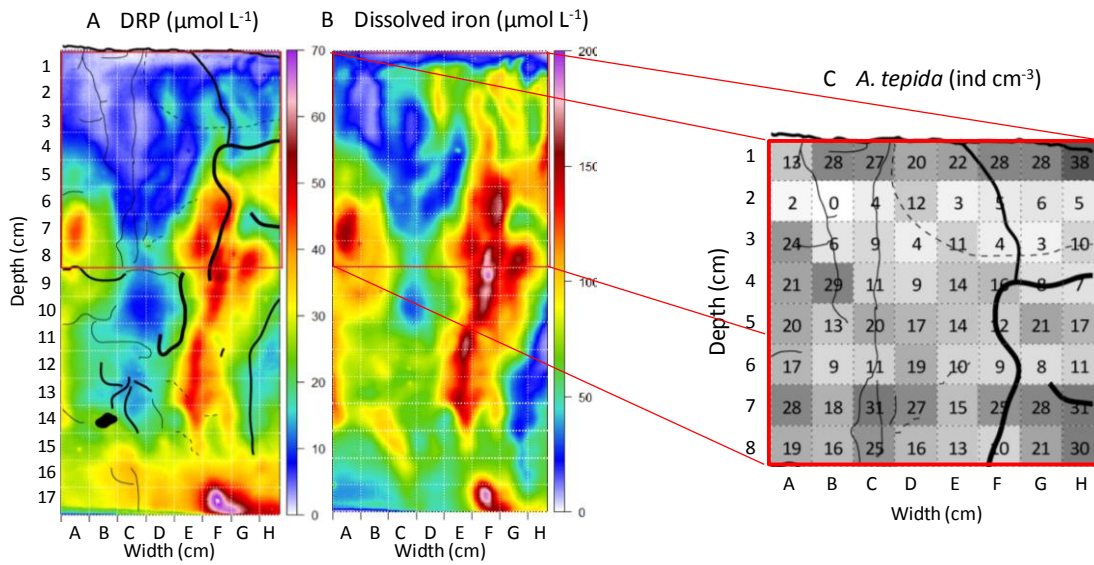 A DRP (µmol L-1)
B Dissolved iron (µmol L-1)
C A. tepida (ind cm-3)
Depth (cm)
1
2
3
4
5
6
7
8
9
10
11
12
13
14
15
16
17
A B C D E F G H
Width (cm)
70
60
50
40
30
20
10
0
A B C D E F G H
Width (cm)
200
150
100
50
0
Depth (cm)
1 13 28 27 20 22 28 28 38
2 2 0 4 12 3 5 6 5
3 24 6 9 4 11 4 3 10
4 21 29 11 9 14 16 8 7
5 20 13 20 17 14 12 21 17
6 17 9 11 19 10 9 8 11
7 28 18 31 27 15 25 28 31
8 19 16 25 16 13 10 21 30
A B C D E F G H
Width (cm)